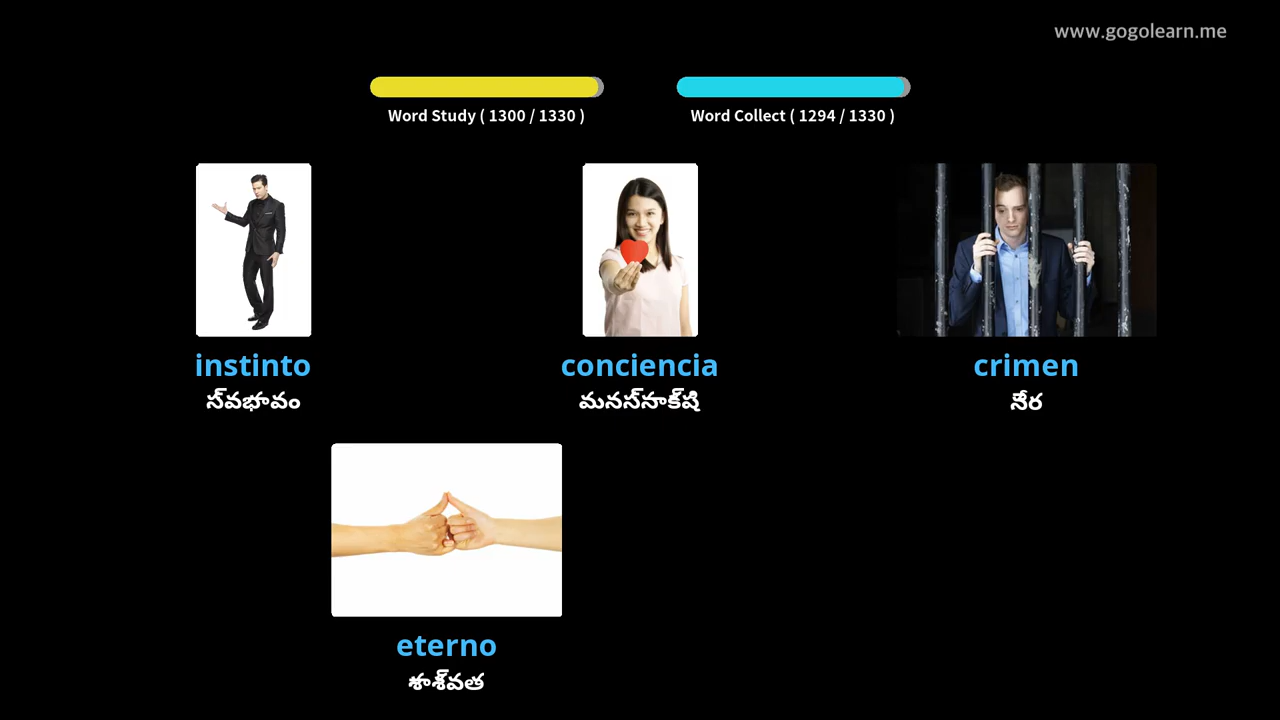 www.gogolearn.me
Word Study ( 1300 / 1330 )
Word Collect ( 1294 / 1330 )
instinto
స్‌వభావం
conciencia
మనస్‌సాక్‌షి
crimen
నేర
eterno
శాశ్‌వత